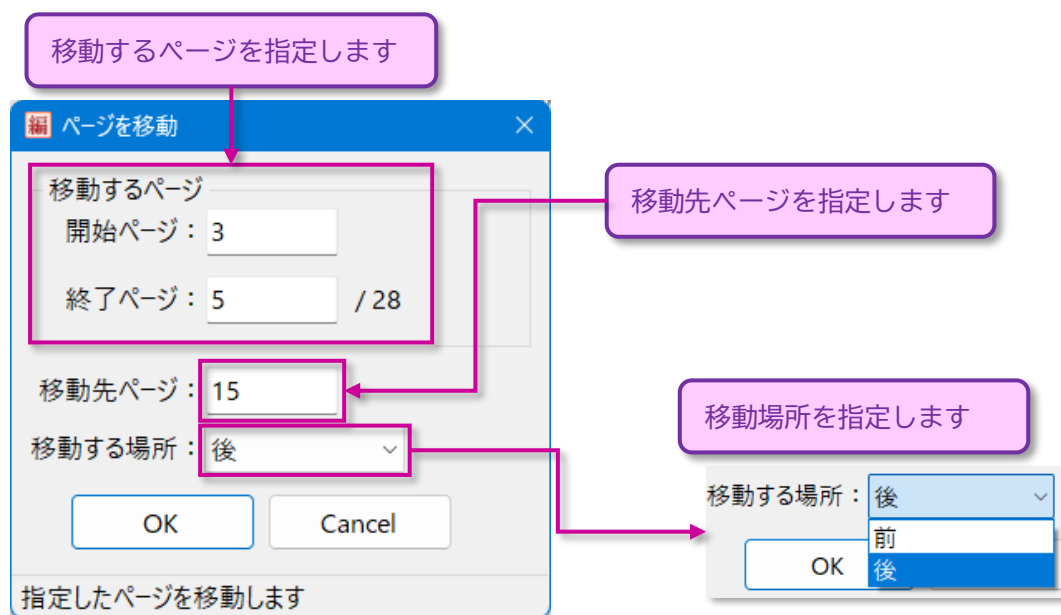 移動するページを指定します
編 ページを移動
移動するページ
開始ページ： 3
終了ページ： 5 / 28
移動先ページを指定します
移動先ページ： 15
移動する場所： 後
移動場所を指定します
OK Cancel
指定したページを移動します
移動する場所： 後
前
OK 後